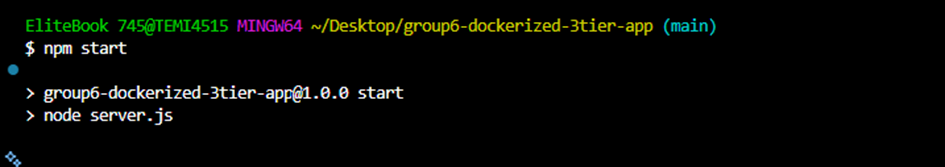 EliteBook 745@TEMI4515 MINGW64 ~/Desktop/group6-dockerized-3tier-app (main)
$ npm start
> group6-dockerized-3tier-app@1.0.0 start
> node server.js